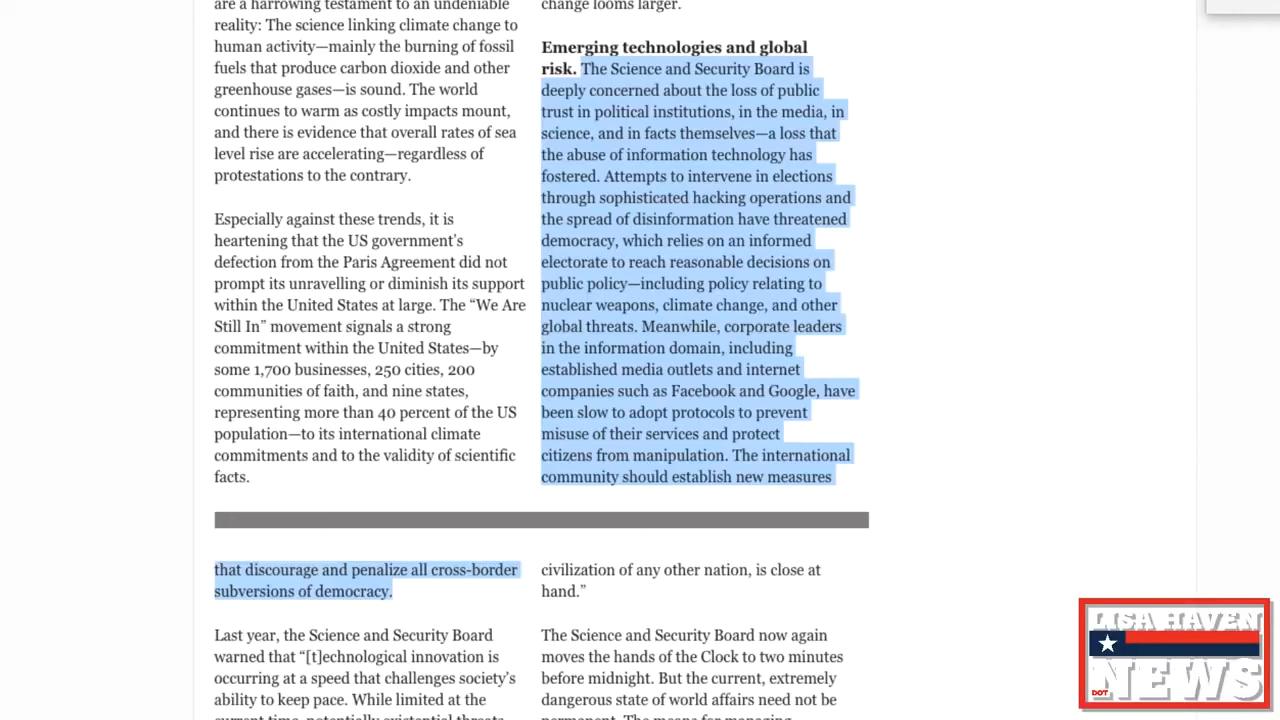 are a harrowing testament to an undeniable
reality: The science linking climate change to
human activity—mainly the burning of fossil
fuels that produce carbon dioxide and other
greenhouse gases—is sound. The world
continues to warm as costly impacts mount,
and there is evidence that overall rates of sea
level rise are accelerating—regardless of
protestations to the contrary.
Especially against these trends, it is
heartening that the US government's
defection from the Paris Agreement did not
prompt its unravelling or diminish its support
within the United States at large. The “We Are
Still In” movement signals a strong
commitment within the United States—by
some 1,700 businesses, 250 cities, 200
communities of faith, and nine states,
representing more than 40 percent of the US
population—to its international climate
commitments and to the validity of scientific
facts.
change looms larger.
Emerging technologies and global
risk. The Science and Security Board is
deeply concerned about the loss of public
trust in political institutions, in the media, in
science, and in facts themselves—a loss that
the abuse of information technology has
fostered. Attempts to intervene in elections
through sophisticated hacking operations and
the spread of disinformation have threatened
democracy, which relies on an informed
electorate to reach reasonable decisions on
public policy—including policy relating to
nuclear weapons, climate change, and other
global threats. Meanwhile, corporate leaders
in the information domain, including
established media outlets and internet
companies such as Facebook and Google, have
been slow to adopt protocols to prevent
misuse of their services and protect
citizens from manipulation. The international
community should establish new measures
that discourage and penalize all cross-border
subversions of democracy.
Last year, the Science and Security Board
warned that “[t]echnological innovation is
occurring at a speed that challenges society's
ability to keep pace. While limited at the
current time, potentially existential threats
civilization of any other nation, is close at
hand.”
The Science and Security Board now again
moves the hands of the Clock to two minutes
before midnight. But the current, extremely
dangerous state of world affairs need not be
permanent. The means for managing
LISA HAVEN
DOT NEWS